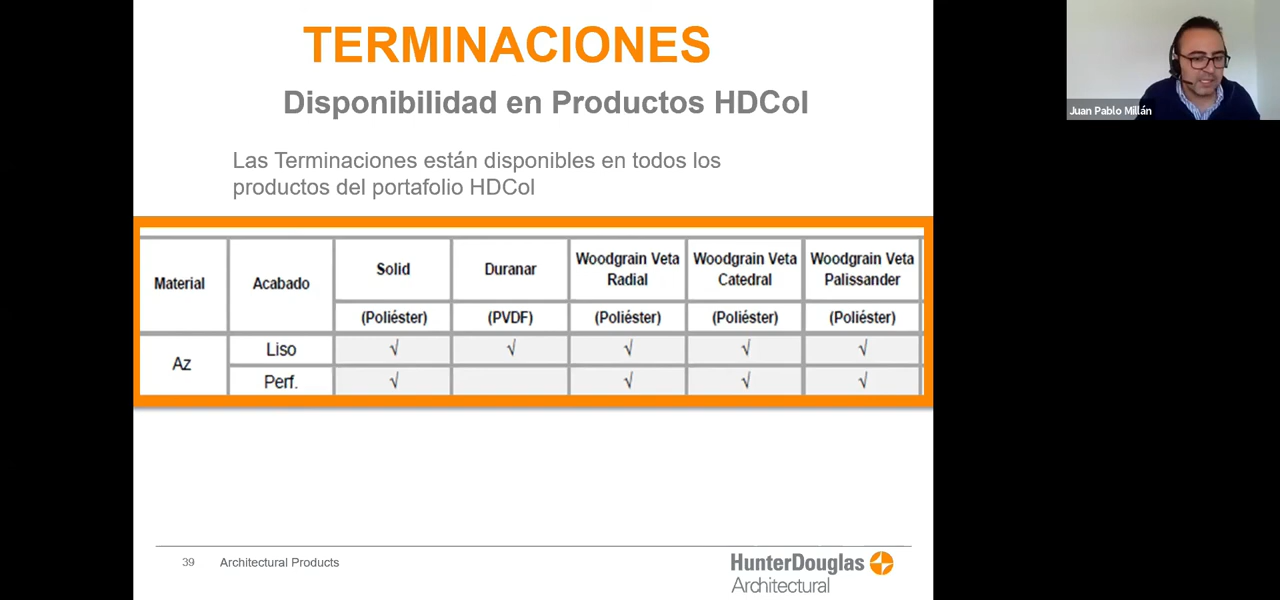 TERMINACIONES
Disponibilidad en Productos HDCol
Las Terminaciones están disponibles en todos los
productos del portafolio HDCol
Material Acabado Solid Duranar Woodgrain Veta Radial Woodgrain Veta Catedral Woodgrain Veta Palissander
(Poliéster) (PVDF) (Poliéster) (Poliéster) (Poliéster)
Az Liso √ √ √ √ √
Perf. √ √ √ √
39 Architectural Products
HunterDouglas
Architectural
Juan Pablo Millán